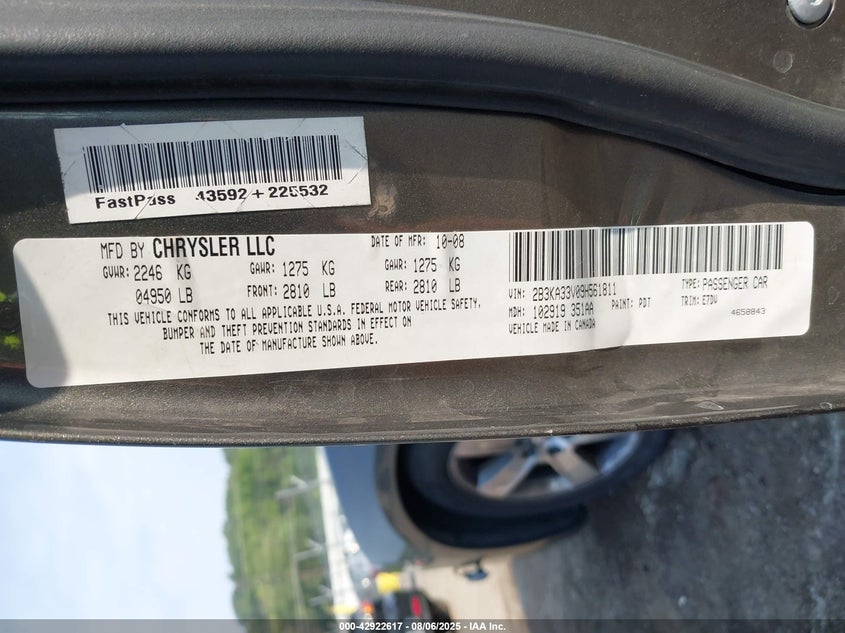 FastPass 43592+225532
MFD BY CHRYSLER LLC
DATE OF MFR: 10-08
GVWR: 2246 KG
04950 LB
GAWR: 1275 KG
FRONT: 2810 LB
GAWR: 1275 KG
REAR: 2810 LB
THIS VEHICLE CONFORMS TO ALL APPLICABLE U.S.A. FEDERAL MOTOR VEHICLE SAFETY,
BUMPER AND THEFT PREVENTION STANDARDS IN EFFECT ON
THE DATE OF MANUFACTURE SHOWN ABOVE.
VIN: 2B3KA33V09H561811
TYPE: PASSENGER CAR
MDH: 102919 351AA
PAINT: PDT
TRIM: E7DV
VEHICLE MADE IN CANADA
4658843
000-42922617 - 08/06/2025 - © IAA Inc.